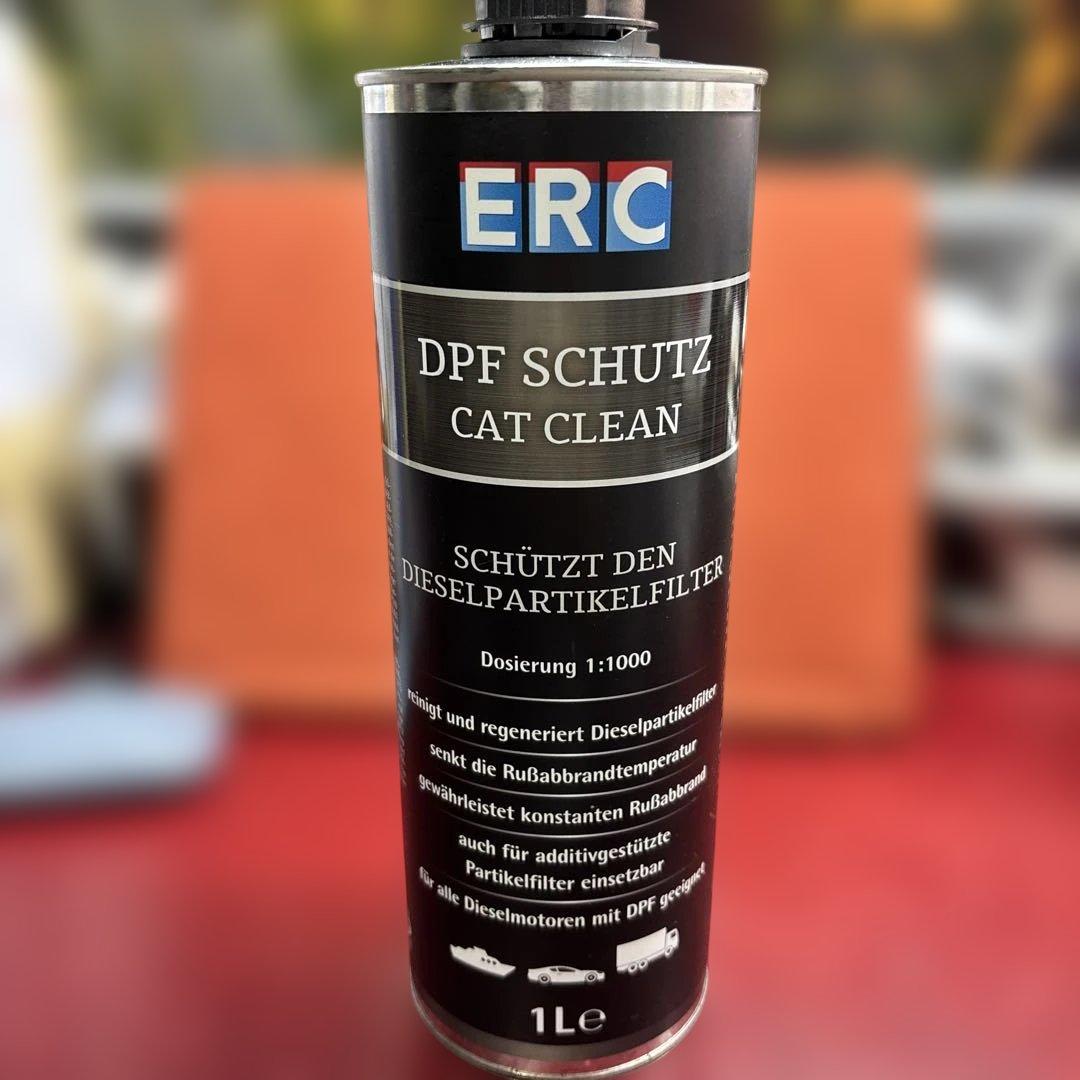 ERC
DPF SCHUTZ
CAT CLEAN
SCHÜTZT DEN
DIESELPARTIKELFILTER
Dosierung 1:1000
reinigt und regeneriert Dieselpartikelfilter
senkt die Rußabbrandtemperatur
gewährleistet konstanten Rußabbrand
auch für additivgestützte
Partikelfilter einsetzbar
für alle Dieselmotoren mit DPF geeignet
1L℮